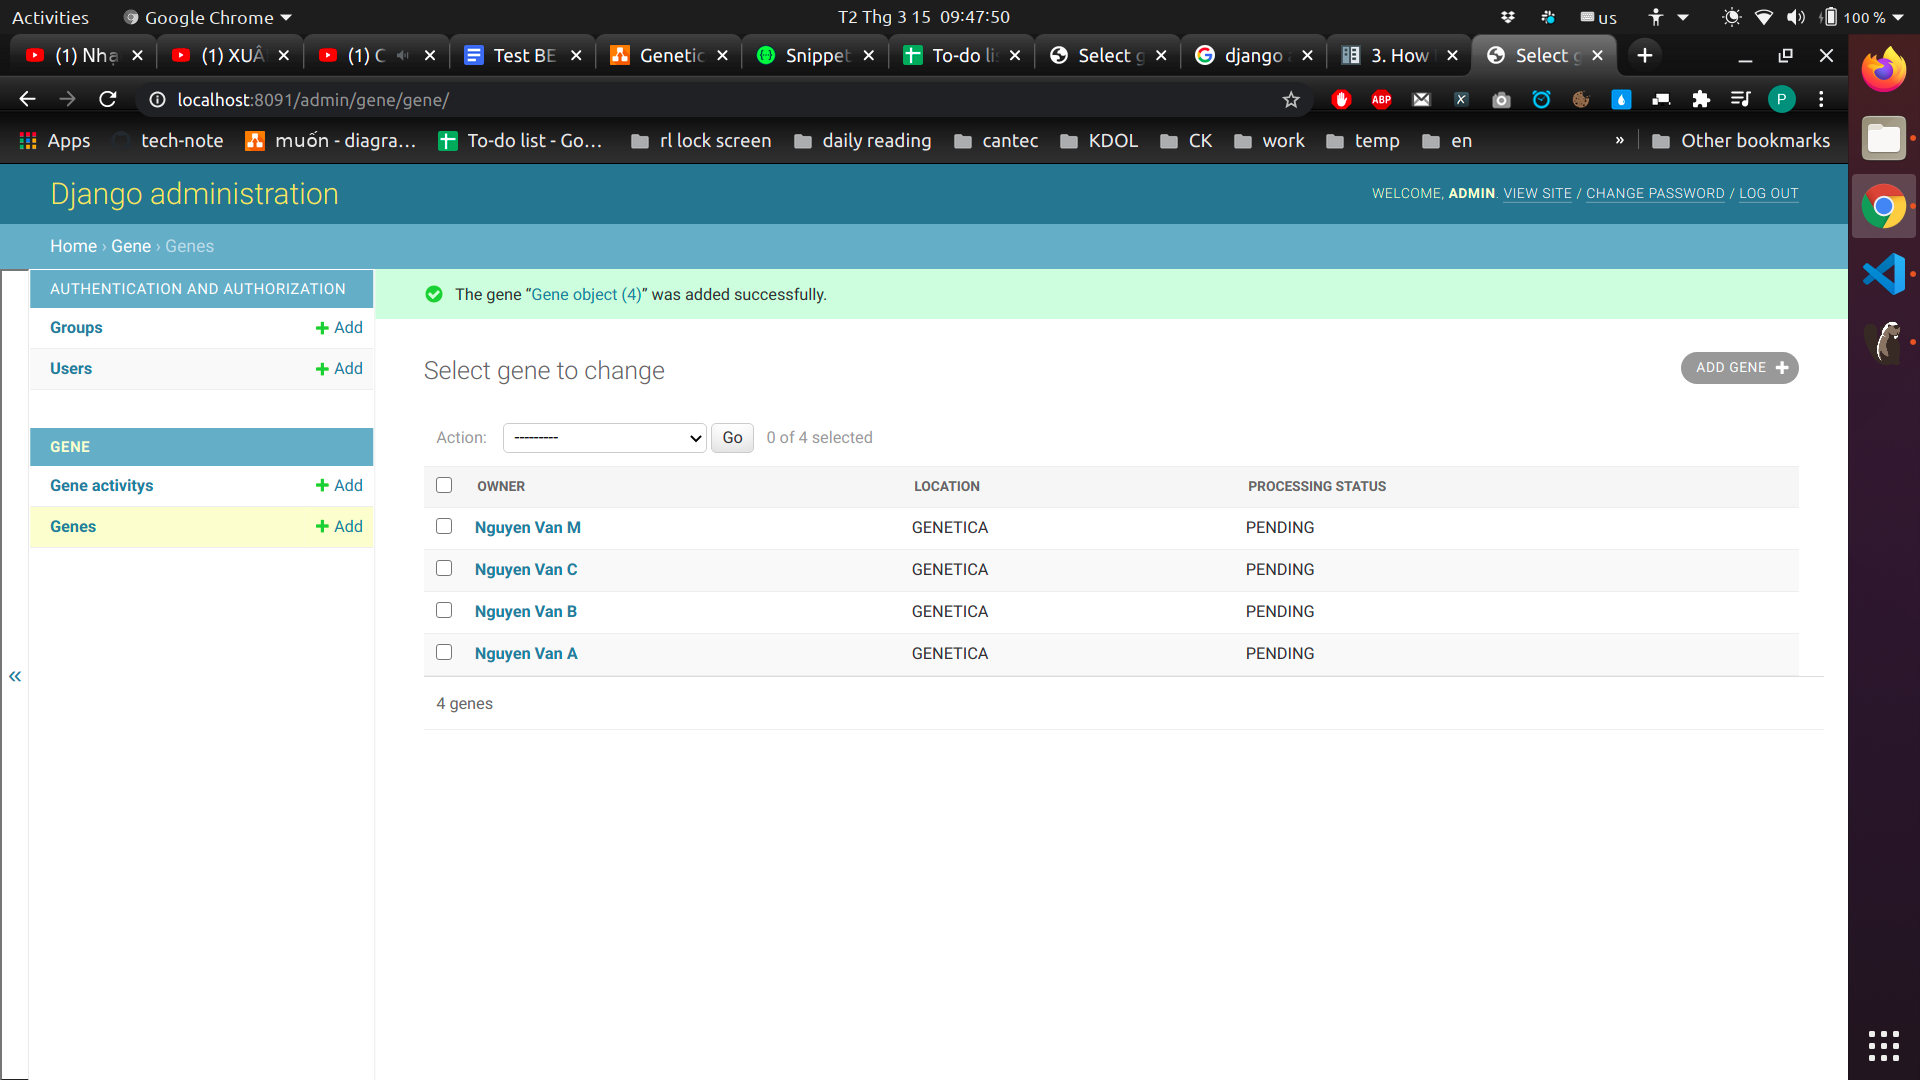 Activities Google Chrome T2 Thg 3 15 09:47:50 us 100 %
(1) Nhạ (1) XUÂ (1) C Test BE Genetic Snippet To-do lis Select g django a 3. How Select g
localhost:8091/admin/gene/gene/ ABP P
Apps tech-note muốn - diagra... To-do list - Go... rl lock screen daily reading cantec KDOL CK work temp en » Other bookmarks
Django administration WELCOME, ADMIN. VIEW SITE / CHANGE PASSWORD / LOG OUT
Home › Gene › Genes
AUTHENTICATION AND AUTHORIZATION
Groups + Add
Users + Add
GENE
Gene activitys + Add
Genes + Add
«
The gene “Gene object (4)” was added successfully.
Select gene to change
ADD GENE +
Action: --------- Go 0 of 4 selected
OWNER LOCATION PROCESSING STATUS
Nguyen Van M GENETICA PENDING
Nguyen Van C GENETICA PENDING
Nguyen Van B GENETICA PENDING
Nguyen Van A GENETICA PENDING
4 genes